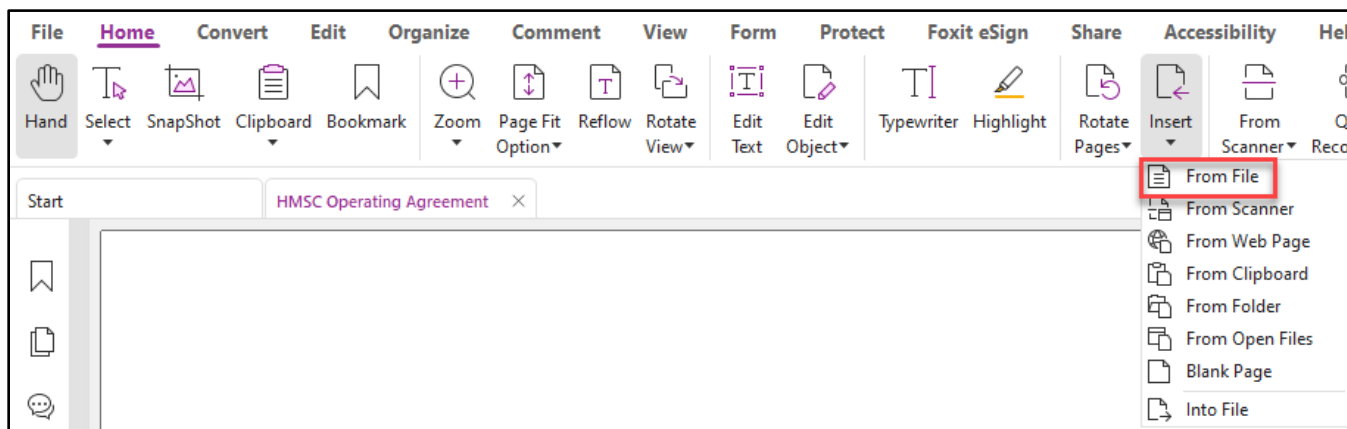 File Home Convert Edit Organize Comment View Form Protect Foxit eSign Share Accessibility Hel
Hand Select SnapShot Clipboard Bookmark Zoom Page Fit Option Reflow Rotate View Edit Text Edit Object Typewriter Highlight Rotate Pages Insert From Scanner Q Reco
From File
Start HMSC Operating Agreement
From Scanner
From Web Page
From Clipboard
From Folder
From Open Files
Blank Page
Into File